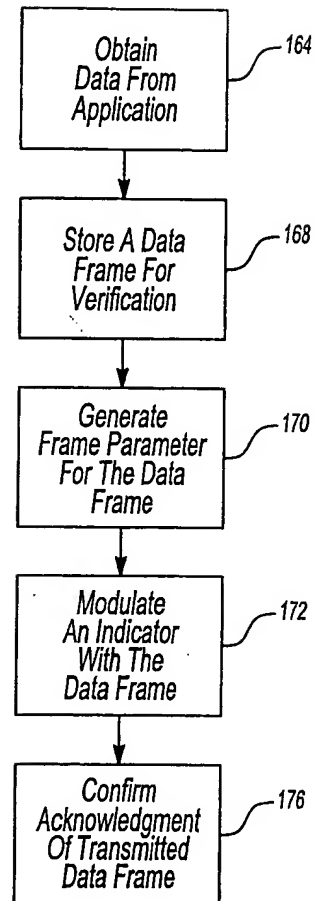 Obtain
Data From
Application
164
Store A Data
Frame For
Verification
168
Generate
Frame Parameter
For The Data
Frame
170
Modulate
An Indicator
With The
Data Frame
172
Confirm
Acknowledgment
Of Transmitted
Data Frame
176